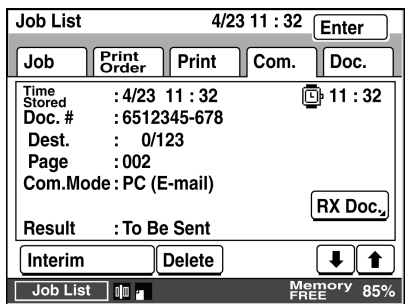 Job List 4/23 11 : 32 Enter
Job Print Order Print Com. Doc.
Time Stored : 4/23 11 : 32 11 : 32
Doc. # : 6512345-678
Dest. : 0/123
Page : 002
Com.Mode : PC (E-mail)
RX Doc.
Result : To Be Sent
Interim Delete
Job List Memory FREE 85%